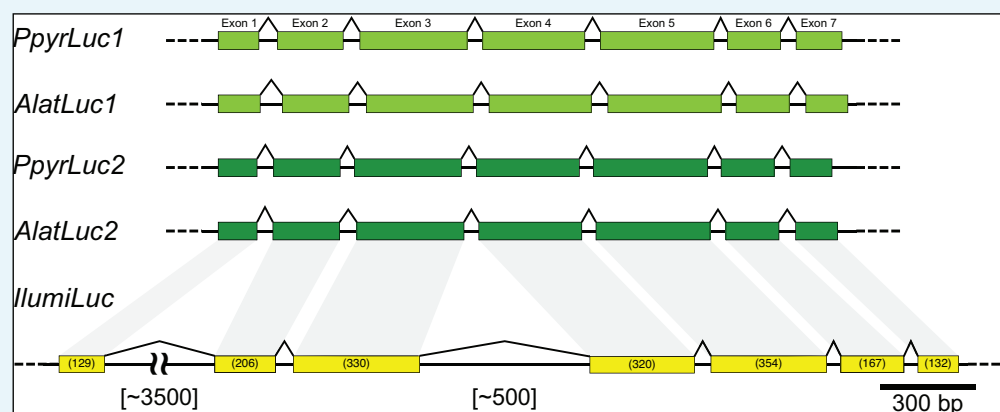 Exon 1 Exon 2 Exon 3 Exon 4 Exon 5 Exon 6 Exon 7
PpyrLuc1
AlatLuc1
PpyrLuc2
AlatLuc2
IlumiLuc
(129) (206) (330) (320) (354) (167) (132)
[~3500] [~500] 300 bp